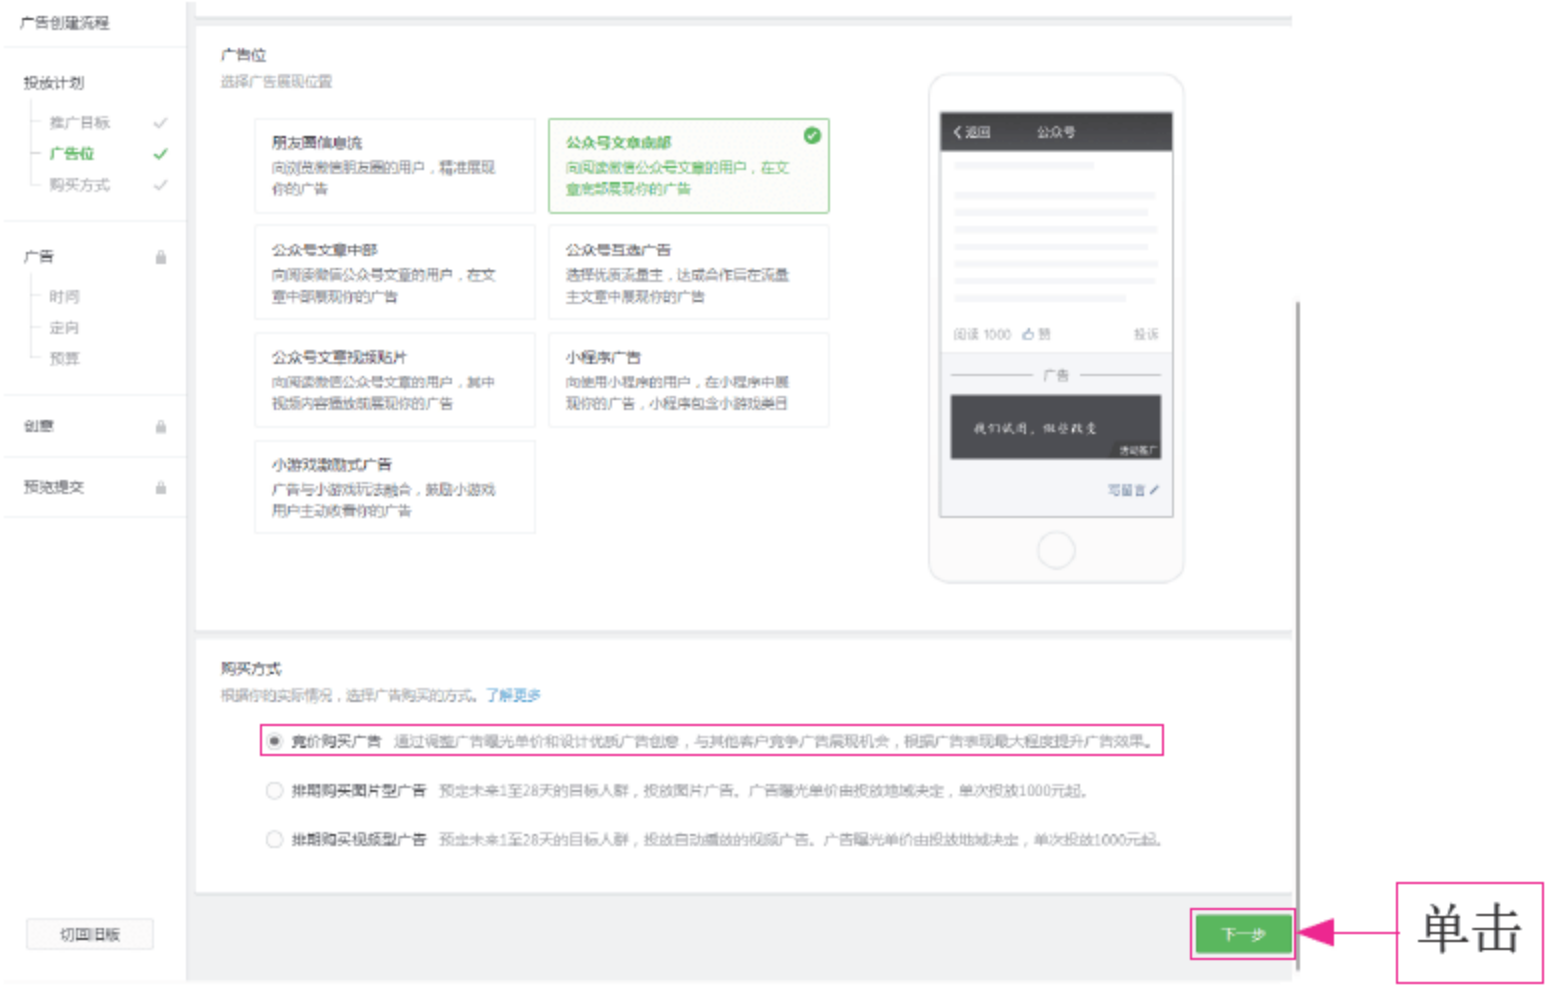 广告创建流程
投放计划
推广目标
广告位
购买方式
广告
时间
定向
预算
创意
预览提交
切回旧版
广告位
选择广告展现位置
朋友圈信息流
向浏览微信朋友圈的用户，精准展现
你的广告
公众号文章底部
向阅读微信公众号文章的用户，在文
章底部展现你的广告
公众号文章中部
向阅读微信公众号文章的用户，在文
章中部展现你的广告
公众号互选广告
选择优质流量主，达成合作后在流量
主文章中展现你的广告
公众号文章视频贴片
向阅读微信公众号文章的用户，其中
视频内容播放前展现你的广告
小程序广告
向使用小程序的用户，在小程序中展
现你的广告，小程序包含小游戏类目
小游戏激励式广告
广告与小游戏玩法融合，鼓励小游戏
用户主动收看你的广告
返回 公众号
阅读 1000 赞 投诉
广告
我们试图，做些改变
活动推广
写留言
购买方式
根据你的实际情况，选择广告购买的方式。了解更多
竞价购买广告 通过调整广告曝光单价和设计优质广告创意，与其他客户竞争广告展现机会，根据广告表现最大程度提升广告效果。
排期购买图片型广告 预定未来1至28天的目标人群，投放图片广告。广告曝光单价由投放地域决定，单次投放1000元起。
排期购买视频型广告 预定未来1至28天的目标人群，投放自动播放的视频广告。广告曝光单价由投放地域决定，单次投放1000元起。
下一步
单击